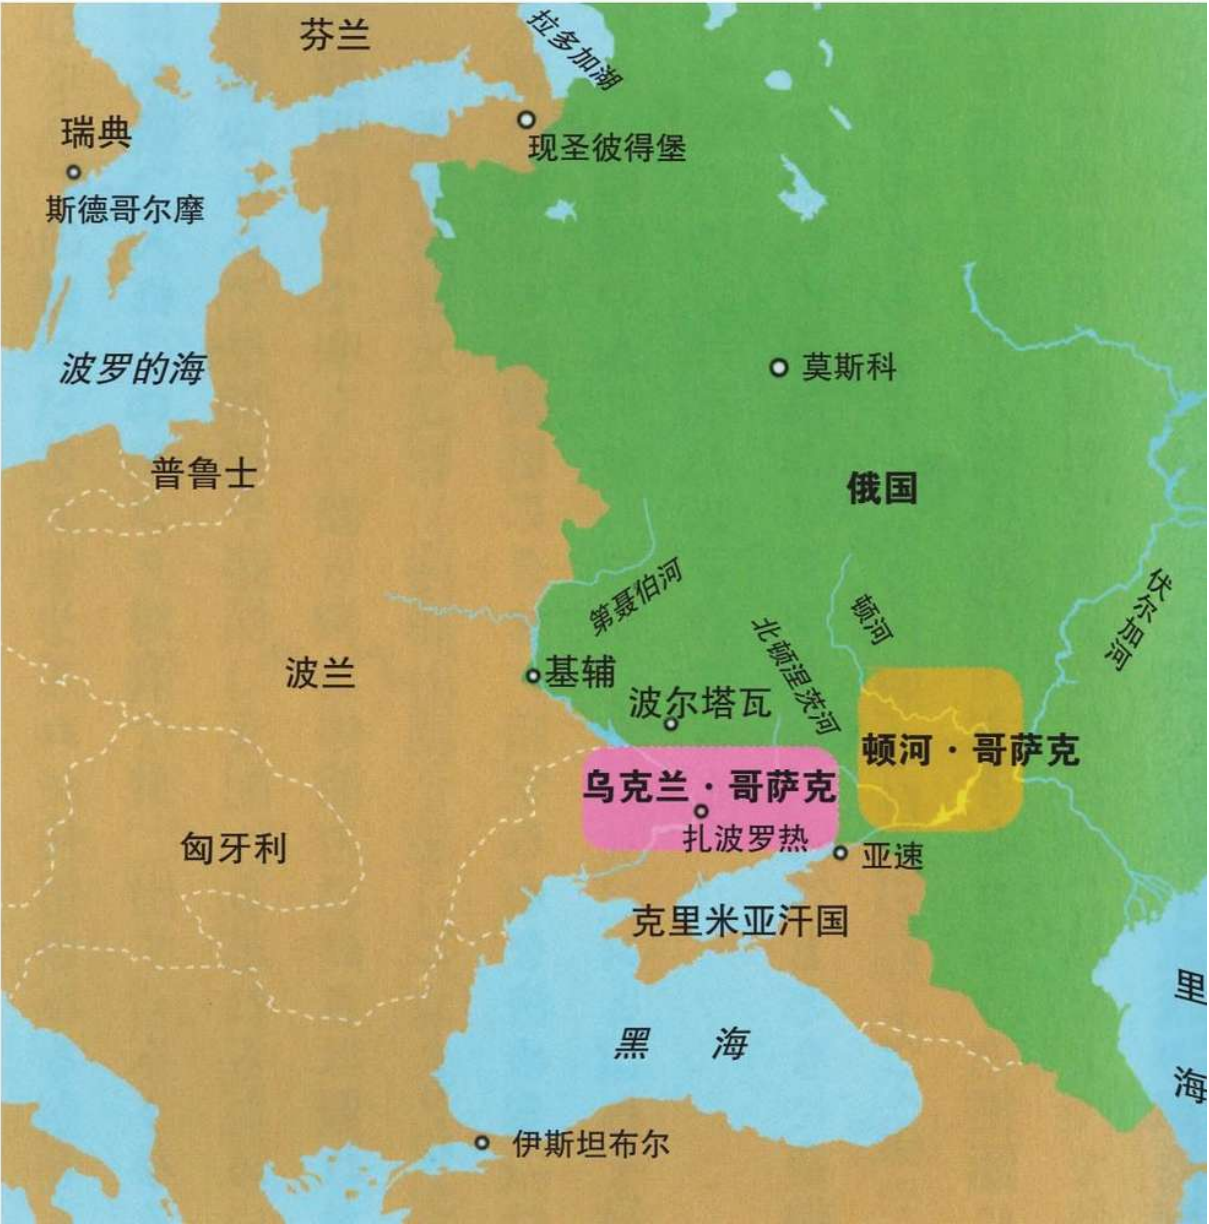 芬兰
拉多加湖
瑞典
现圣彼得堡
斯德哥尔摩
波罗的海
莫斯科
普鲁士
俄国
第聂伯河
顿河
伏尔加河
北顿涅茨河
波兰
基辅
波尔塔瓦
顿河·哥萨克
乌克兰·哥萨克
扎波罗热
匈牙利
亚速
克里米亚汗国
里
海
黑 海
伊斯坦布尔